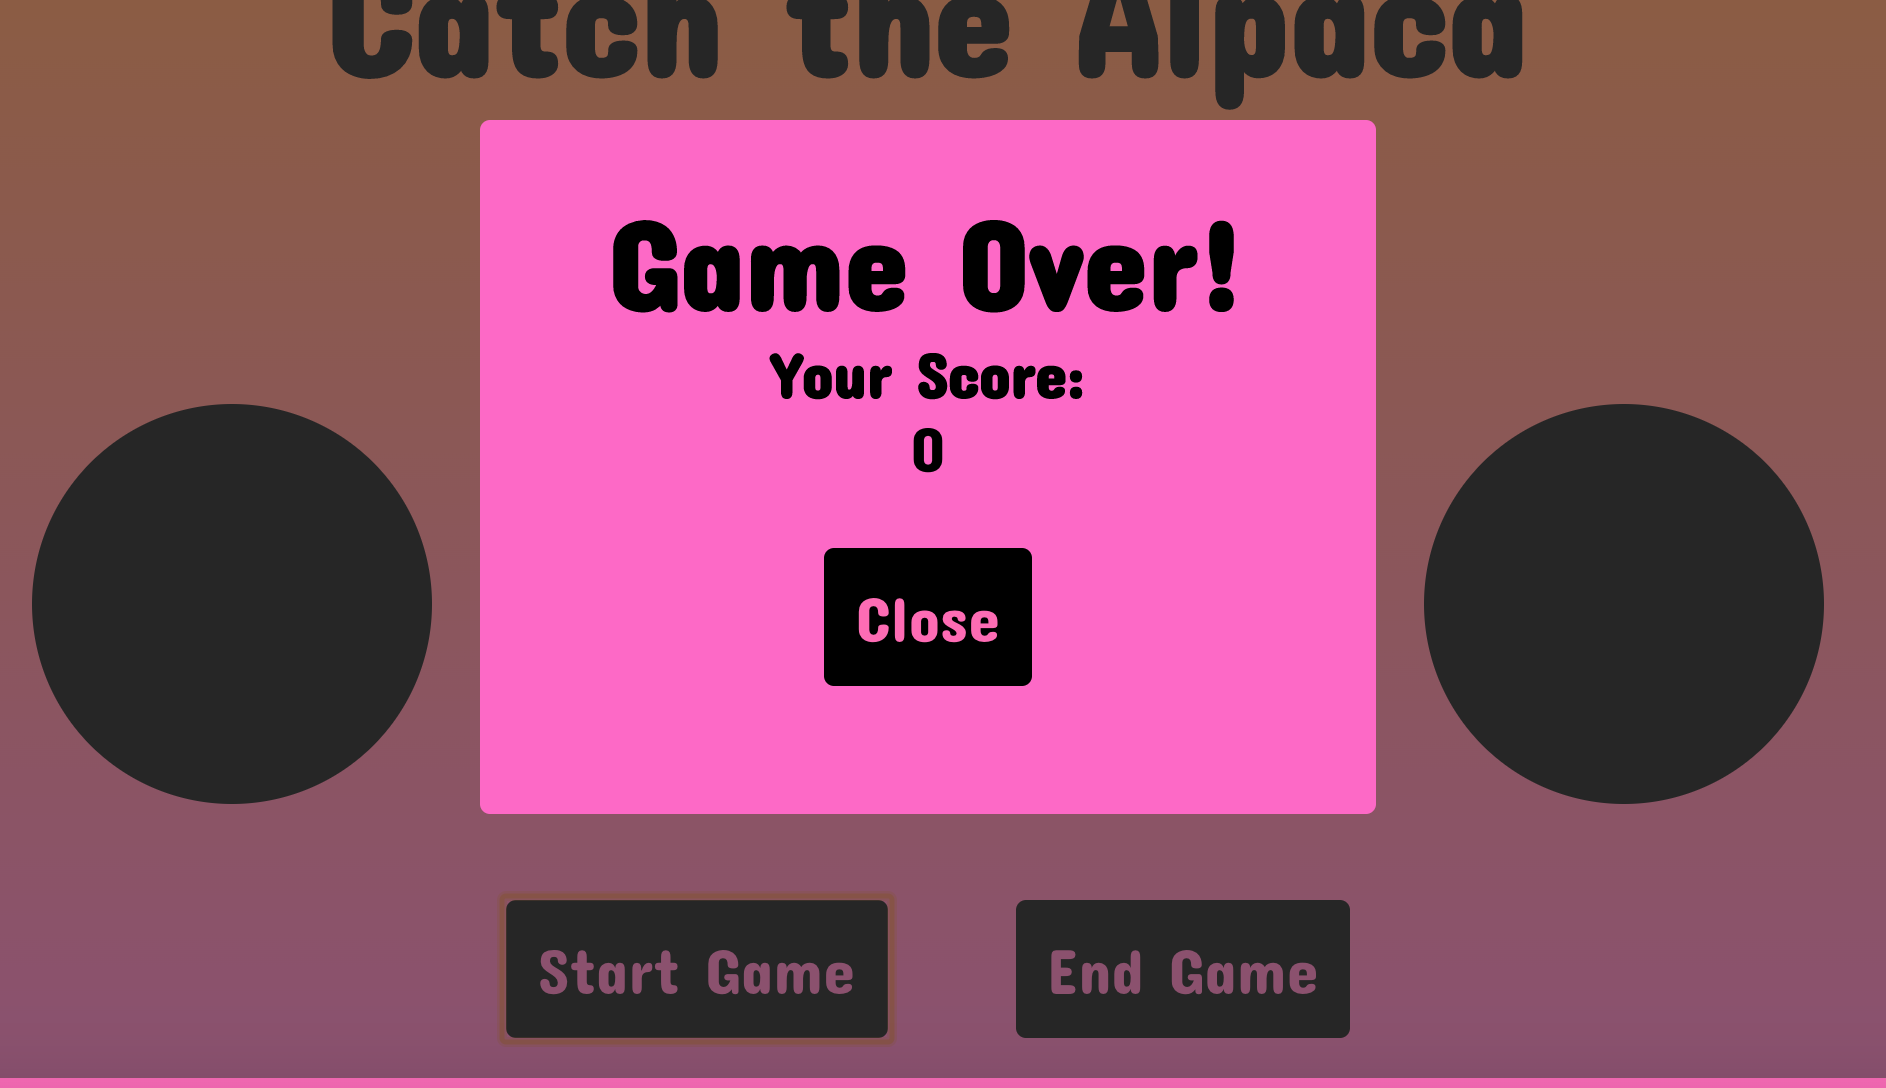 Catch the Alpaca
Game Over!
Your Score:
0
Close
Start Game
End Game